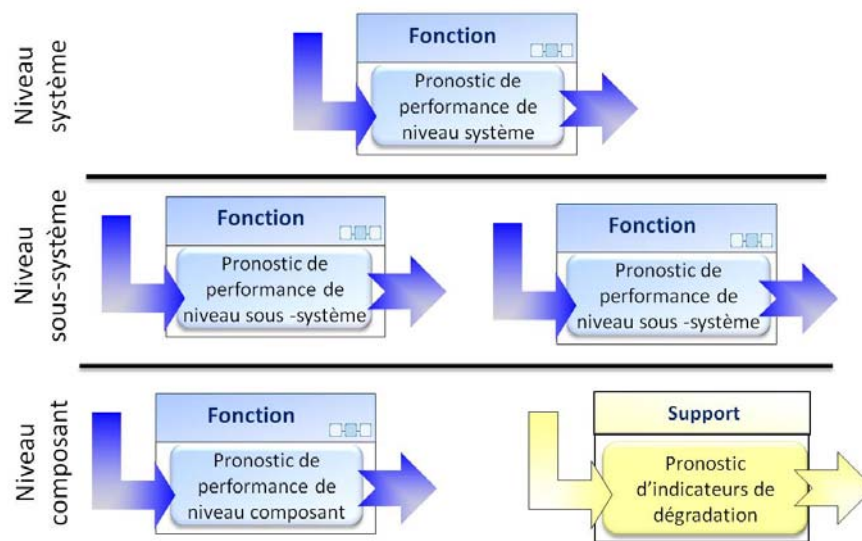 Niveau
système
Fonction
Pronostic de
performance de
niveau système
Niveau
sous-système
Fonction
Pronostic de
performance de
niveau sous -système
Fonction
Pronostic de
performance de
niveau sous -système
Niveau
composant
Fonction
Pronostic de
performance de
niveau composant
Support
Pronostic
d'indicateurs de
dégradation